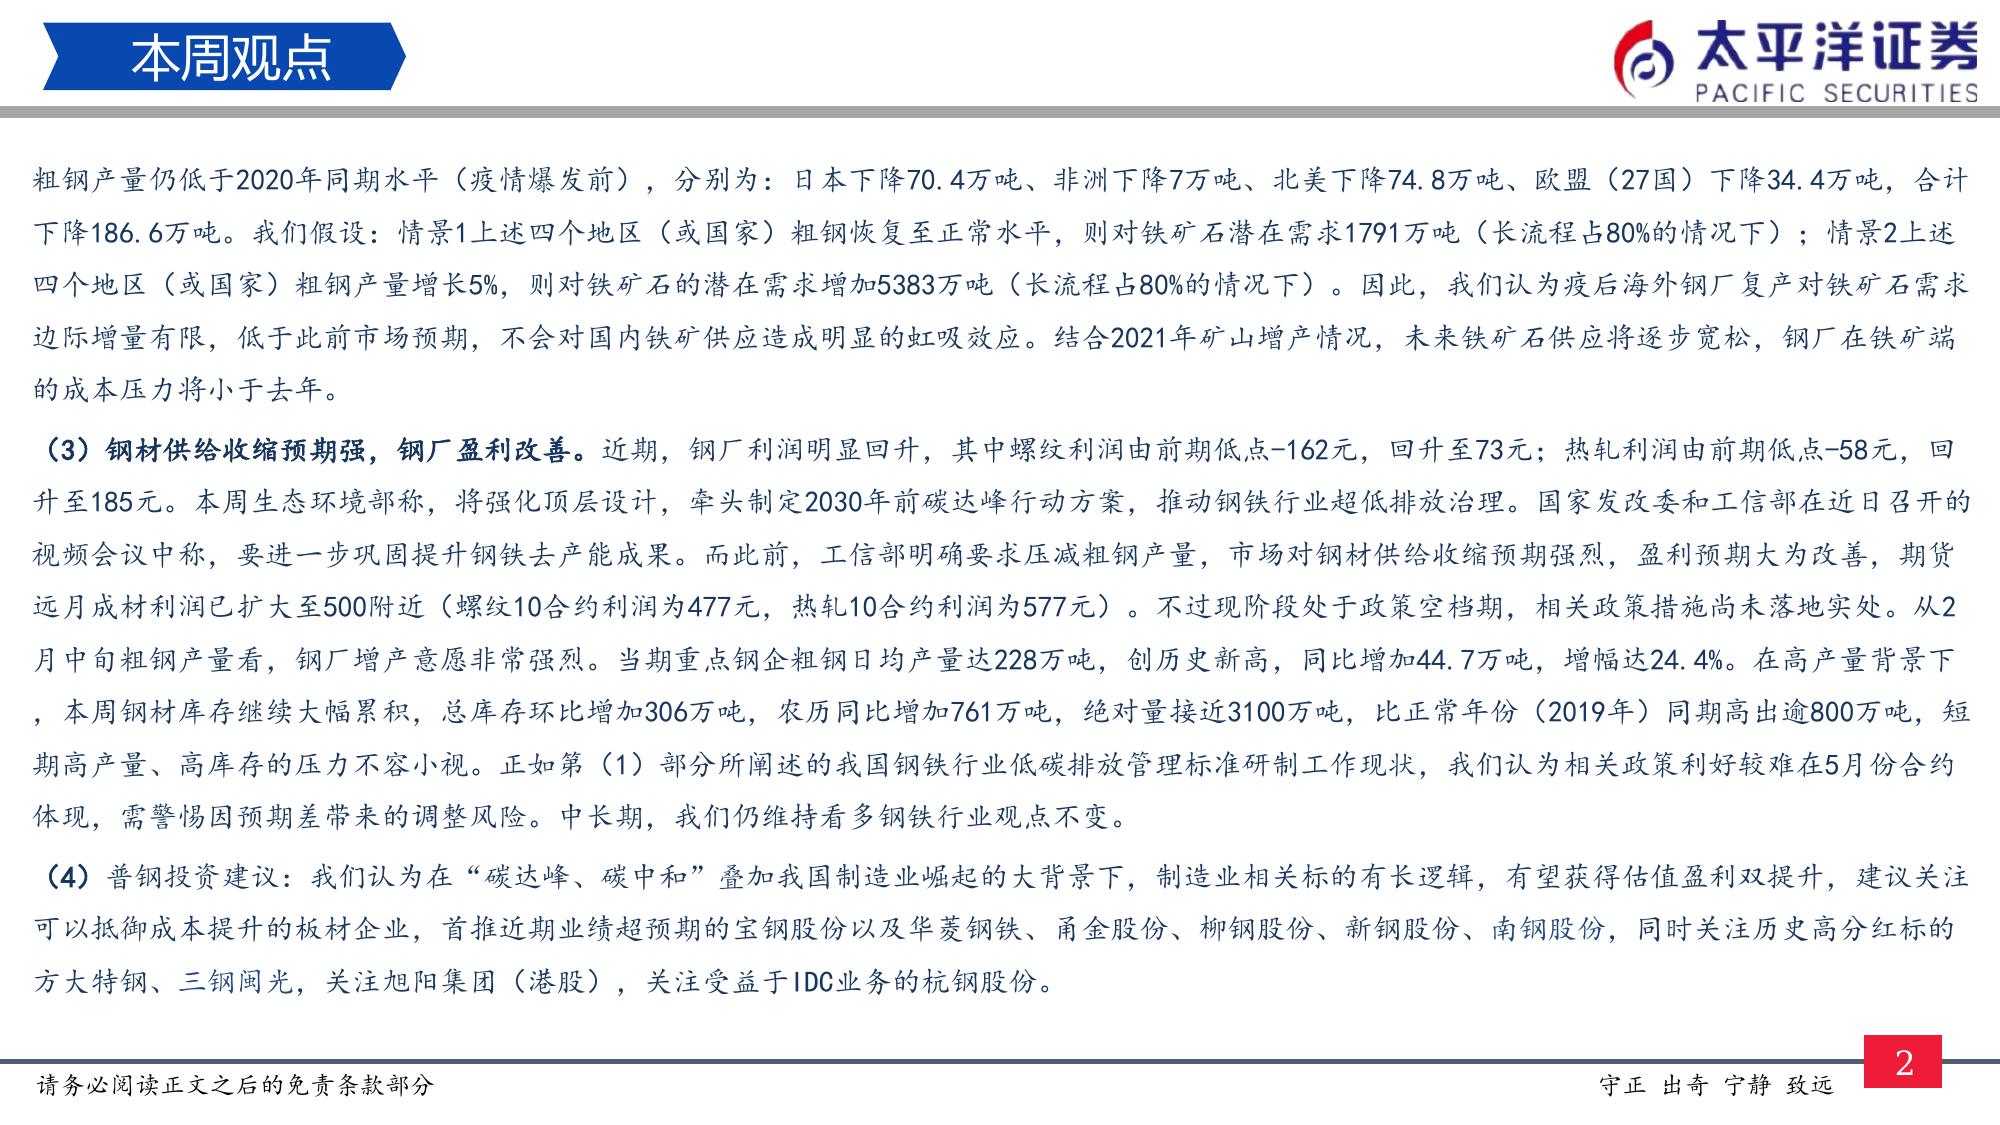 本周观点
太平洋证券
PACIFIC SECURITIES
粗钢产量仍低于2020年同期水平（疫情爆发前），分别为：日本下降70.4万吨、非洲下降7万吨、北美下降74.8万吨、欧盟（27国）下降34.4万吨，合计
下降186.6万吨。我们假设：情景1上述四个地区（或国家）粗钢恢复至正常水平，则对铁矿石潜在需求1791万吨（长流程占80%的情况下）；情景2上述
四个地区（或国家）粗钢产量增长5%，则对铁矿石的潜在需求增加5383万吨（长流程占80%的情况下）。因此，我们认为疫后海外钢厂复产对铁矿石需求
边际增量有限，低于此前市场预期，不会对国内铁矿供应造成明显的虹吸效应。结合2021年矿山增产情况，未来铁矿石供应将逐步宽松，钢厂在铁矿端
的成本压力将小于去年。
（3）钢材供给收缩预期强，钢厂盈利改善。近期，钢厂利润明显回升，其中螺纹利润由前期低点-162元，回升至73元；热轧利润由前期低点-58元，回
升至185元。本周生态环境部称，将强化顶层设计，牵头制定2030年前碳达峰行动方案，推动钢铁行业超低排放治理。国家发改委和工信部在近日召开的
视频会议中称，要进一步巩固提升钢铁去产能成果。而此前，工信部明确要求压减粗钢产量，市场对钢材供给收缩预期强烈，盈利预期大为改善，期货
远月成材利润已扩大至500附近（螺纹10合约利润为477元，热轧10合约利润为577元）。不过现阶段处于政策空档期，相关政策措施尚未落地实处。从2
月中旬粗钢产量看，钢厂增产意愿非常强烈。当期重点钢企粗钢日均产量达228万吨，创历史新高，同比增加44.7万吨，增幅达24.4%。在高产量背景下
，本周钢材库存继续大幅累积，总库存环比增加306万吨，农历同比增加761万吨，绝对量接近3100万吨，比正常年份（2019年）同期高出逾800万吨，短
期高产量、高库存的压力不容小视。正如第（1）部分所阐述的我国钢铁行业低碳排放管理标准研制工作现状，我们认为相关政策利好较难在5月份合约
体现，需警惕因预期差带来的调整风险。中长期，我们仍维持看多钢铁行业观点不变。
（4）普钢投资建议：我们认为在“碳达峰、碳中和”叠加我国制造业崛起的大背景下，制造业相关标的有长逻辑，有望获得估值盈利双提升，建议关注
可以抵御成本提升的板材企业，首推近期业绩超预期的宝钢股份以及华菱钢铁、甬金股份、柳钢股份、新钢股份、南钢股份，同时关注历史高分红标的
方大特钢、三钢闽光，关注旭阳集团（港股），关注受益于IDC业务的杭钢股份。
请务必阅读正文之后的免责条款部分
守正 出奇 宁静 致远
2